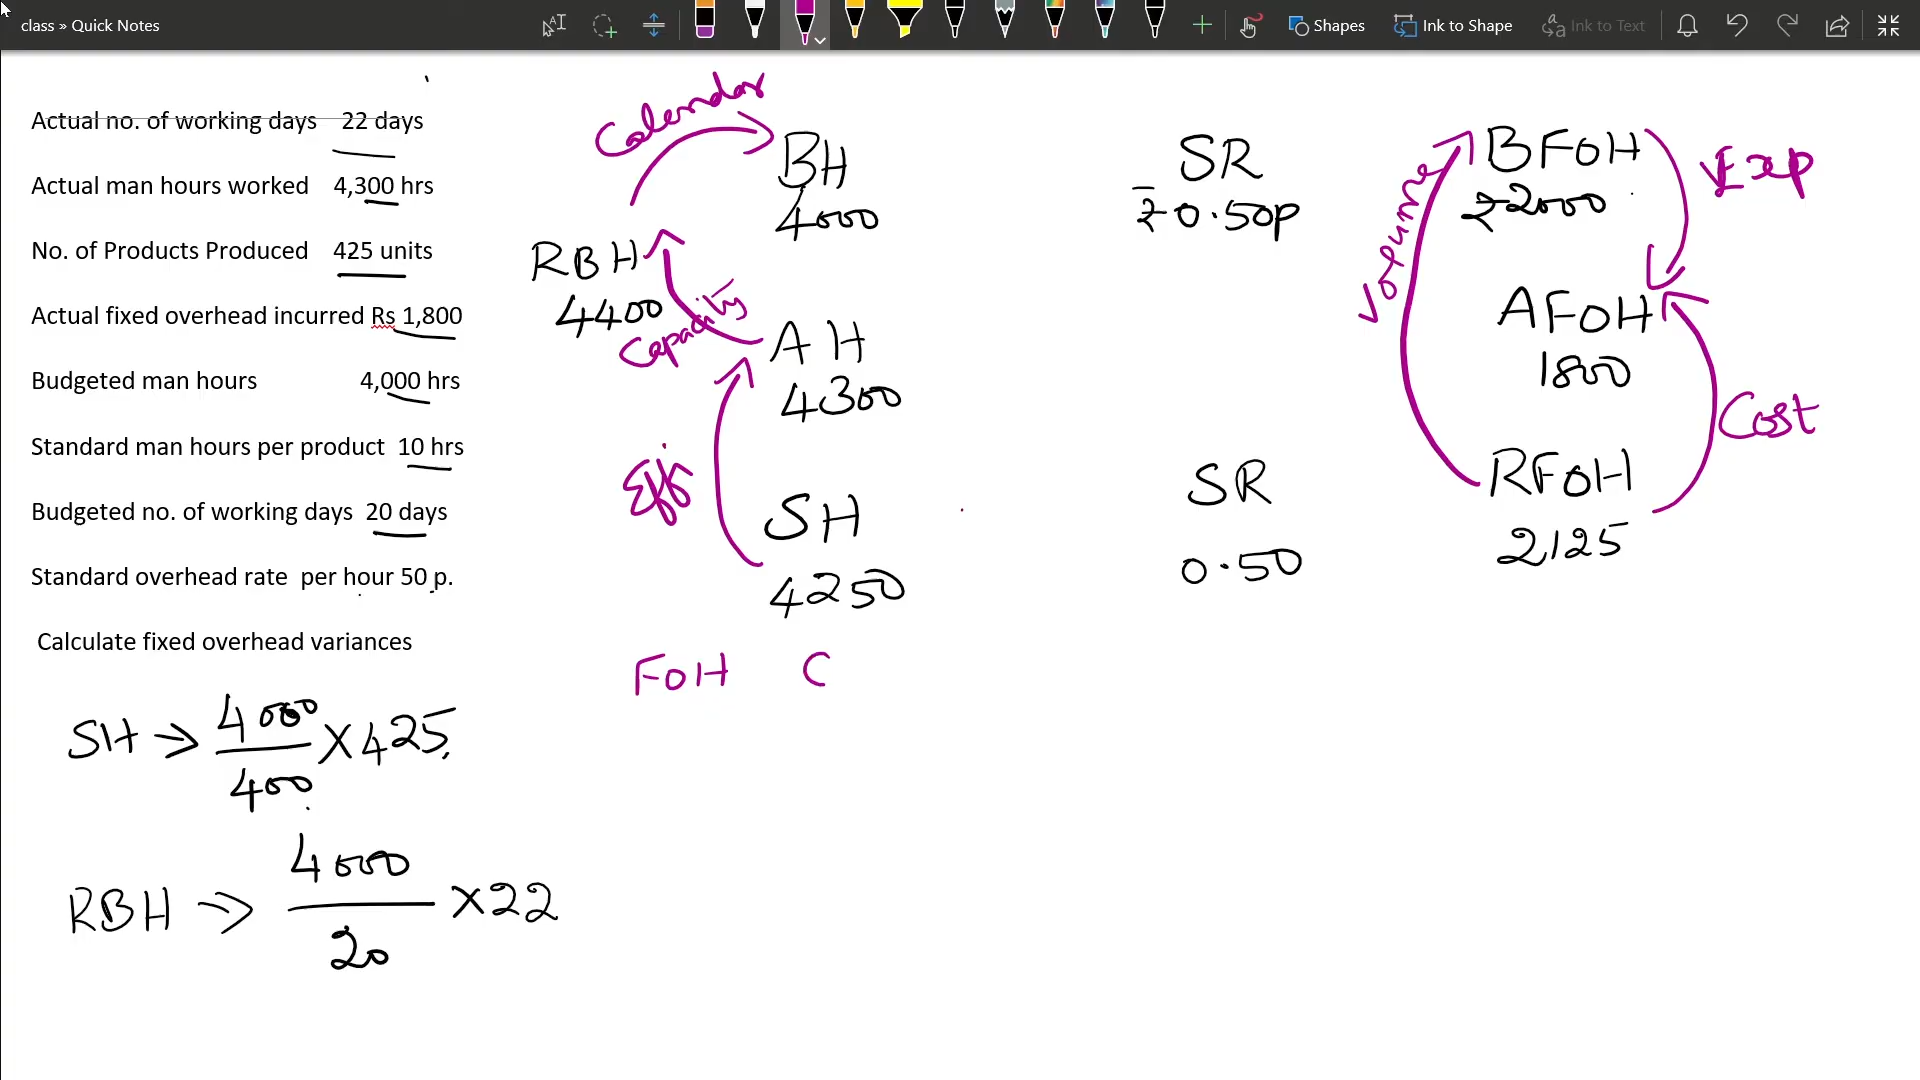 class » Quick Notes
Shapes
Ink to Shape
Ink to Text
Actual no. of working days 22 days
Actual man hours worked 4,300 hrs
No. of Products Produced 425 units
Actual fixed overhead incurred Rs 1,800
Budgeted man hours 4,000 hrs
Standard man hours per product 10 hrs
Budgeted no. of working days 20 days
Standard overhead rate per hour 50 p.
Calculate fixed overhead variances
SH → 4000
400
× 425
RBH → 4000
20
× 22
Calendar
BH
4000
RBH
4400
Capacity
AH
4300
Effi
SH
4250
FOH C
SR
₹ 0.50p
SR
0.50
BFOH
₹2000
Exp
Volume
AFOH
1800
Cost
RFOH
2125